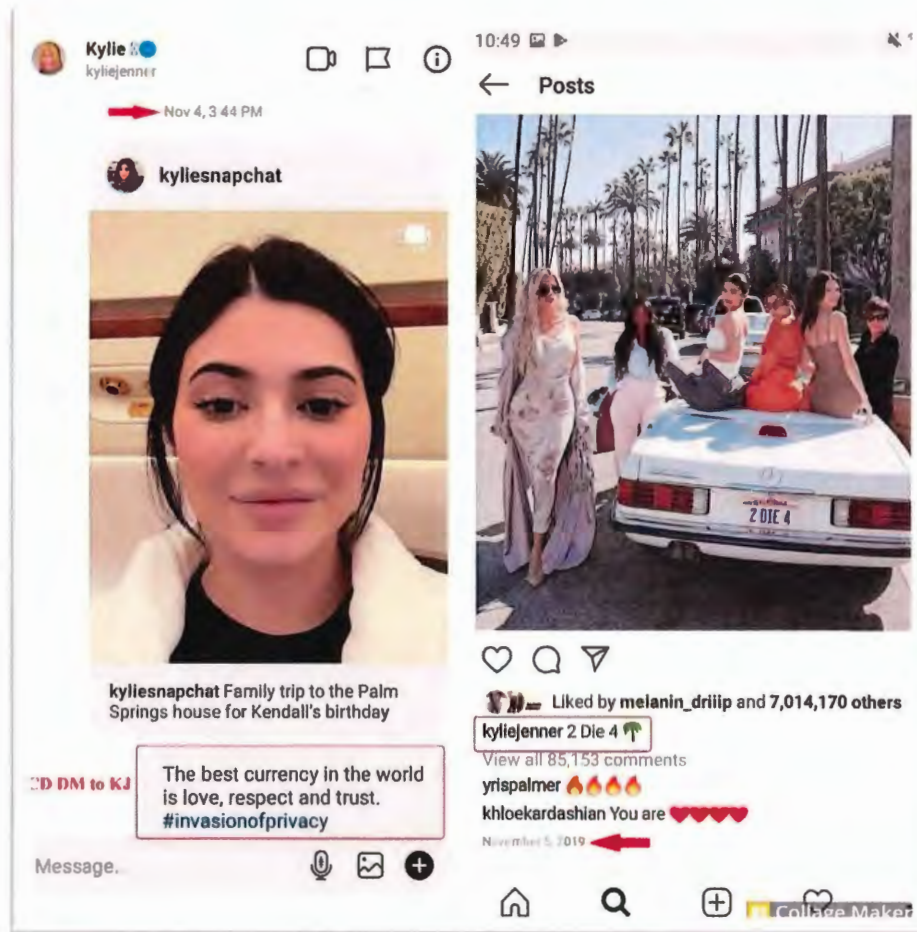 Kylie
kyliejenner
Nov 4, 3 44 PM
kyliesnapchat
kyliesnapchat Family trip to the Palm
Springs house for Kendall's birthday
DM to KJ
The best currency in the world
is love, respect and trust.
#invasionofprivacy
Message.
10:49
Posts
2 DIE 4
Liked by melanin_driiip and 7,014,170 others
kyliejenner 2 Die 4 🌴
View all 85,153 comments
yrispalmer 🔥🔥🔥🔥
khloekardashian You are ❤️❤️❤️❤️
November 5, 2019
Collage Maker